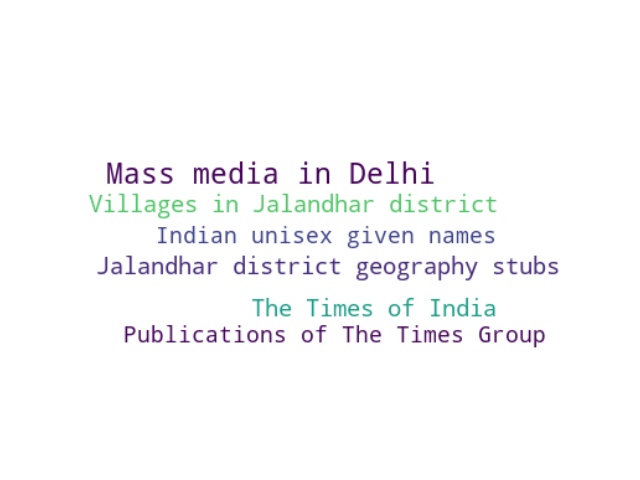 Mass media in Delhi
Villages in Jalandhar district
Indian unisex given names
Jalandhar district geography stubs
The Times of India
Publications of The Times Group